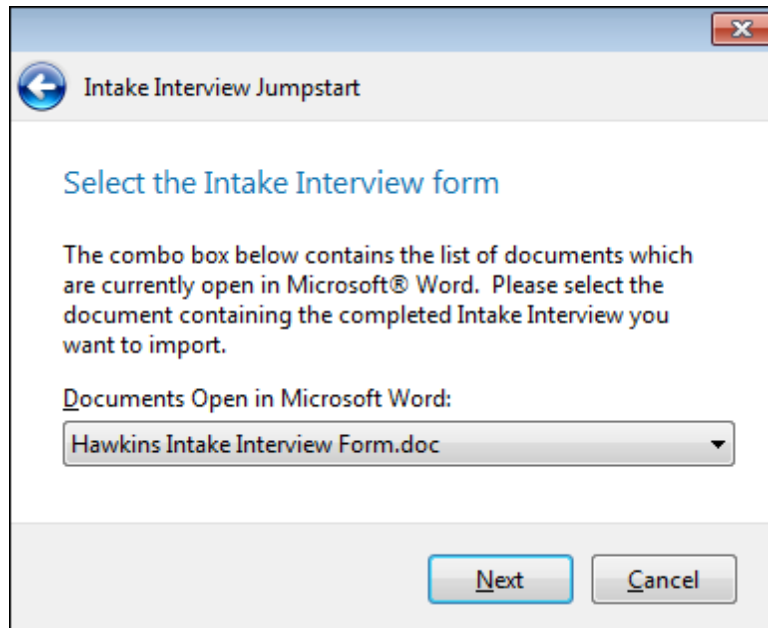 Intake Interview Jumpstart
Select the Intake Interview form
The combo box below contains the list of documents which
are currently open in Microsoft® Word.  Please select the
document containing the completed Intake Interview you
want to import.
Documents Open in Microsoft Word:
Hawkins Intake Interview Form.doc
Next
Cancel